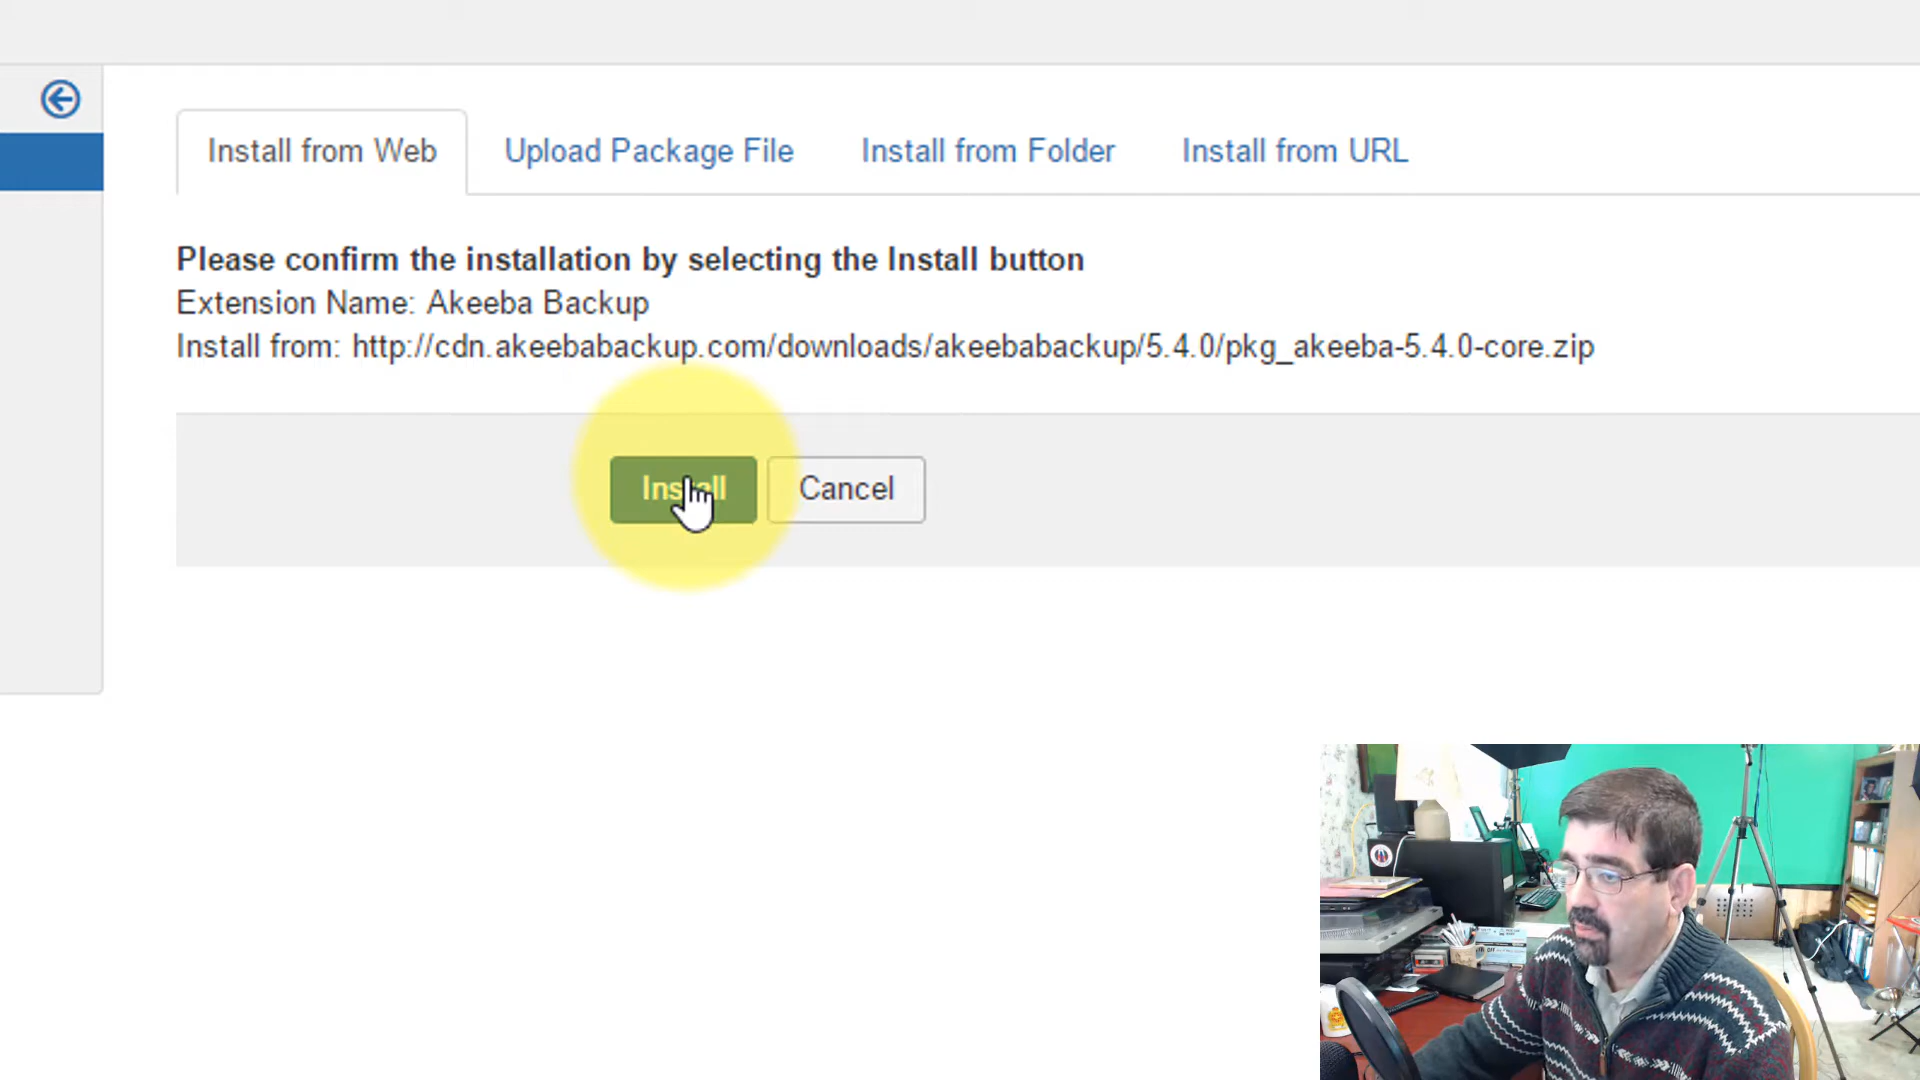 Install from Web
Upload Package File
Install from Folder
Install from URL
Please confirm the installation by selecting the Install button
Extension Name: Akeeba Backup
Install from: http://cdn.akeebabackup.com/downloads/akeebabackup/5.4.0/pkg_akeeba-5.4.0-core.zip
Install
Cancel